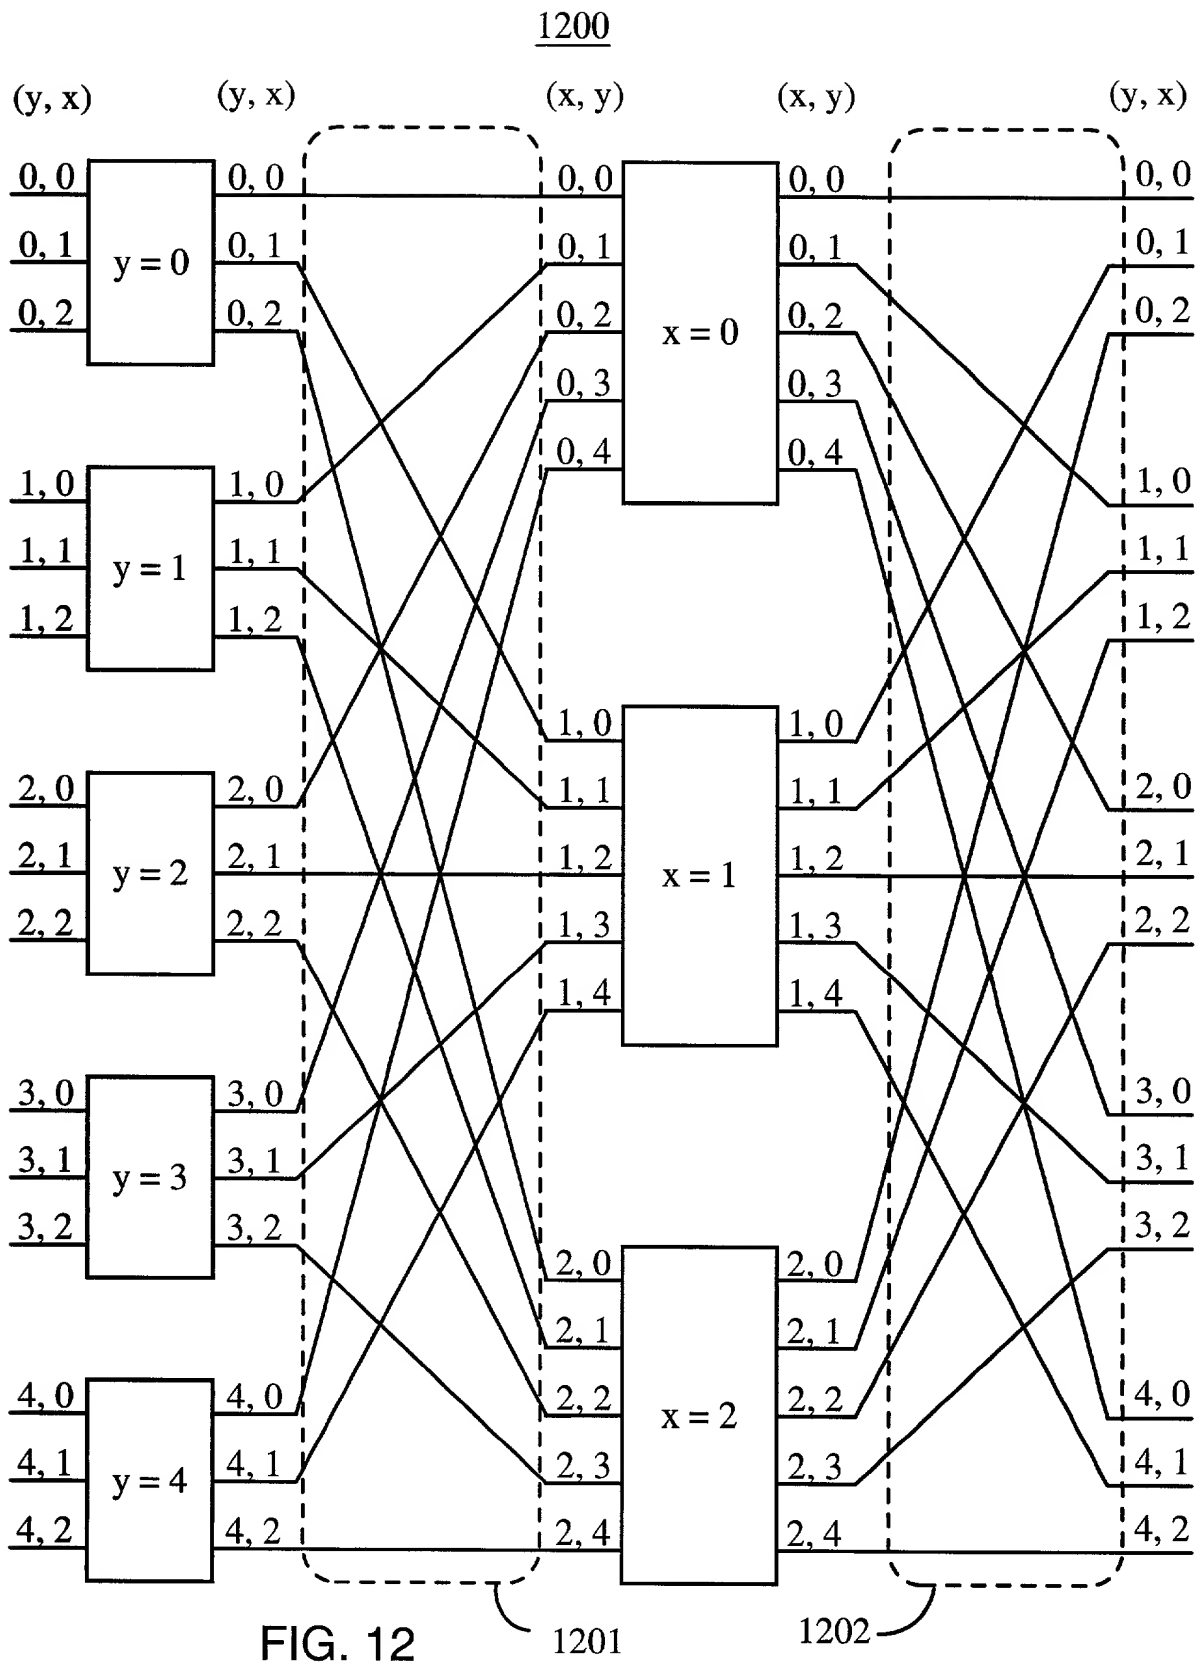 1200
(y, x) (y, x) (x, y) (x, y) (y, x)
0, 0 0, 0 0, 0 0, 0 0, 0
0, 1 y = 0 0, 1 0, 1 0, 1 0, 1
0, 2 0, 2 0, 2 x = 0 0, 2 0, 2
0, 3 0, 3
0, 4 0, 4
1, 0 1, 0 1, 0
1, 1 y = 1 1, 1 1, 1
1, 2 1, 2 1, 2
1, 0 1, 0
2, 0 2, 0 1, 1 1, 1 2, 0
2, 1 y = 2 2, 1 1, 2 x = 1 1, 2 2, 1
2, 2 2, 2 1, 3 1, 3 2, 2
1, 4 1, 4
3, 0 3, 0 3, 0
3, 1 y = 3 3, 1 3, 1
3, 2 3, 2 3, 2
2, 0 2, 0
2, 1 2, 1
4, 0 4, 0 2, 2 x = 2 2, 2 4, 0
4, 1 y = 4 4, 1 2, 3 2, 3 4, 1
4, 2 4, 2 2, 4 2, 4 4, 2
FIG. 12 1201 1202